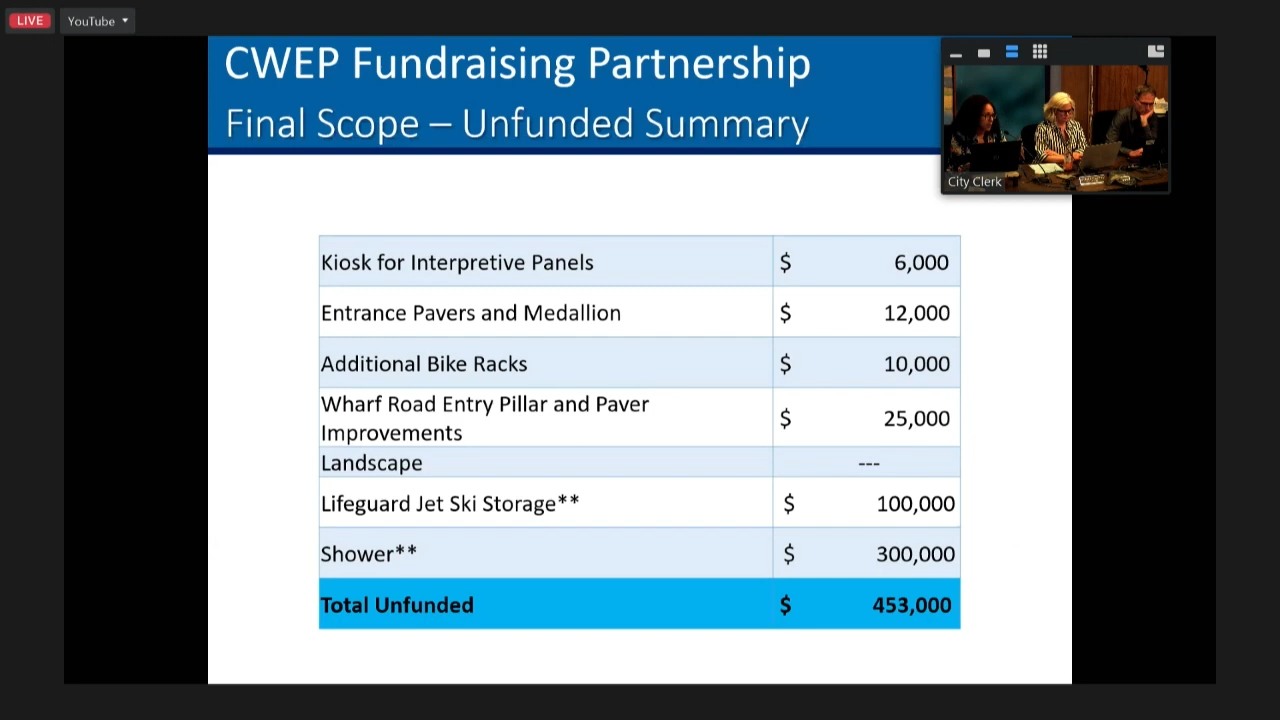 LIVE
YouTube
CWEP Fundraising Partnership
Final Scope – Unfunded Summary
City Clerk
Kiosk for Interpretive Panels $ 6,000
Entrance Pavers and Medallion $ 12,000
Additional Bike Racks $ 10,000
Wharf Road Entry Pillar and Paver
Improvements $ 25,000
Landscape ---
Lifeguard Jet Ski Storage** $ 100,000
Shower** $ 300,000
Total Unfunded $ 453,000